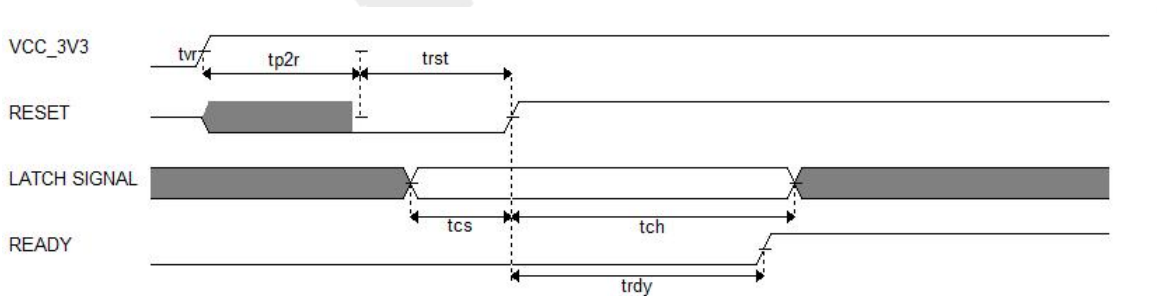 VCC_3V3
tvr
tp2r
trst
RESET
LATCH SIGNAL
tcs
tch
READY
trdy